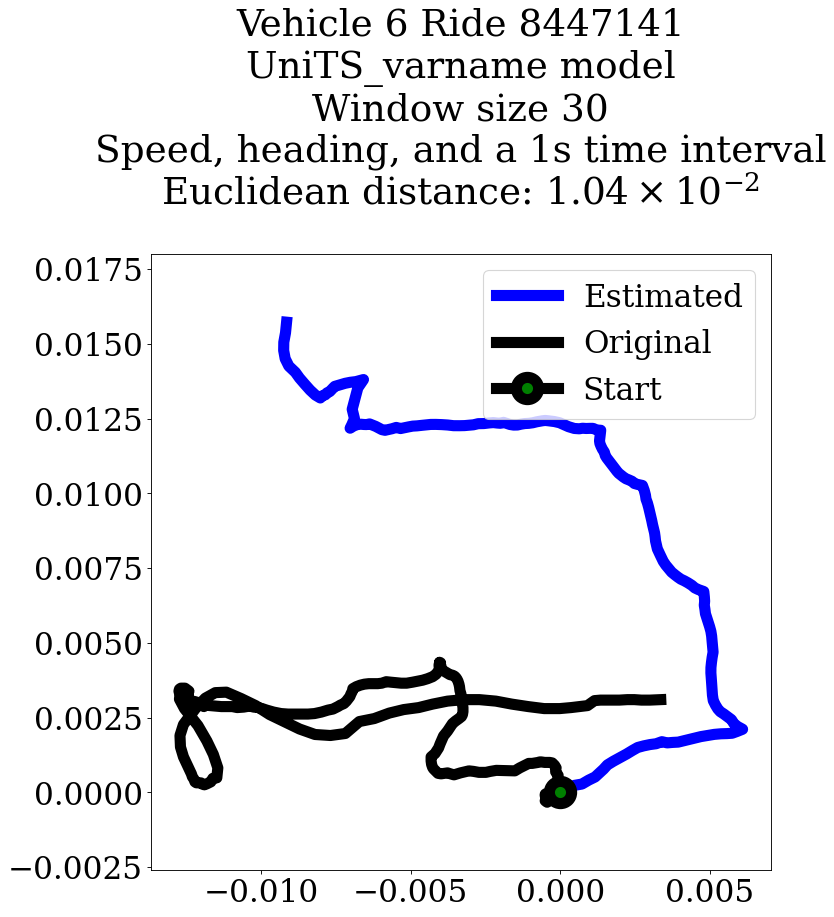 Vehicle 6 Ride 8447141
UniTS_varname model
Window size 30
Speed, heading, and a 1s time interval
Euclidean distance: 1.04 × 10⁻²
0.0175
0.0150
0.0125
0.0100
0.0075
0.0050
0.0025
0.0000
−0.0025
Estimated
Original
Start
−0.010 −0.005 0.000 0.005